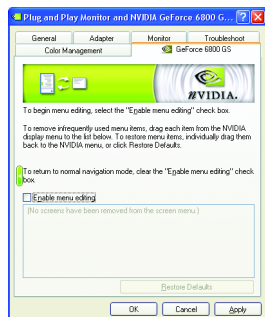 Plug and Play Monitor and NVIDIA GeForce 6800 G...
General Adapter Monitor Troubleshoot
Color Management GeForce 6800 GS
NVIDIA.
To begin menu editing, select the "Enable menu editing" check box.
To remove infrequently used menu items, drag each item from the NVIDIA
display menu to the list below. To restore menu items, individually drag them
back to the NVIDIA menu, or click Restore Defaults.
To return to normal navigation mode, clear the "Enable menu editing" check
box.
Enable menu editing
(No screens have been removed from the screen menu.)
Restore Defaults
OK Cancel Apply